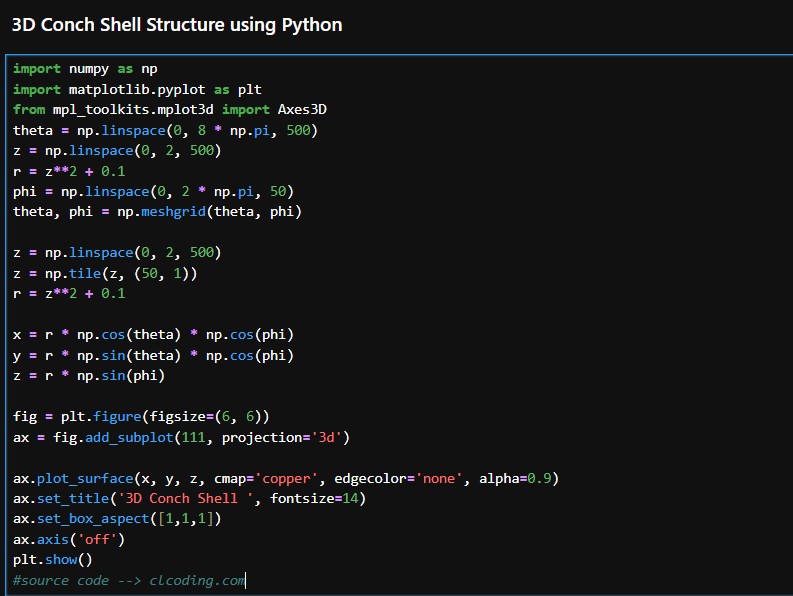 3D Conch Shell Structure using Python
import numpy as np
import matplotlib.pyplot as plt
from mpl_toolkits.mplot3d import Axes3D
theta = np.linspace(0, 8 * np.pi, 500)
z = np.linspace(0, 2, 500)
r = z**2 + 0.1
phi = np.linspace(0, 2 * np.pi, 50)
theta, phi = np.meshgrid(theta, phi)
z = np.linspace(0, 2, 500)
z = np.tile(z, (50, 1))
r = z**2 + 0.1
x = r * np.cos(theta) * np.cos(phi)
y = r * np.sin(theta) * np.cos(phi)
z = r * np.sin(phi)
fig = plt.figure(figsize=(6, 6))
ax = fig.add_subplot(111, projection='3d')
ax.plot_surface(x, y, z, cmap='copper', edgecolor='none', alpha=0.9)
ax.set_title('3D Conch Shell ', fontsize=14)
ax.set_box_aspect([1,1,1])
ax.axis('off')
plt.show()
#source code --> clcoding.com